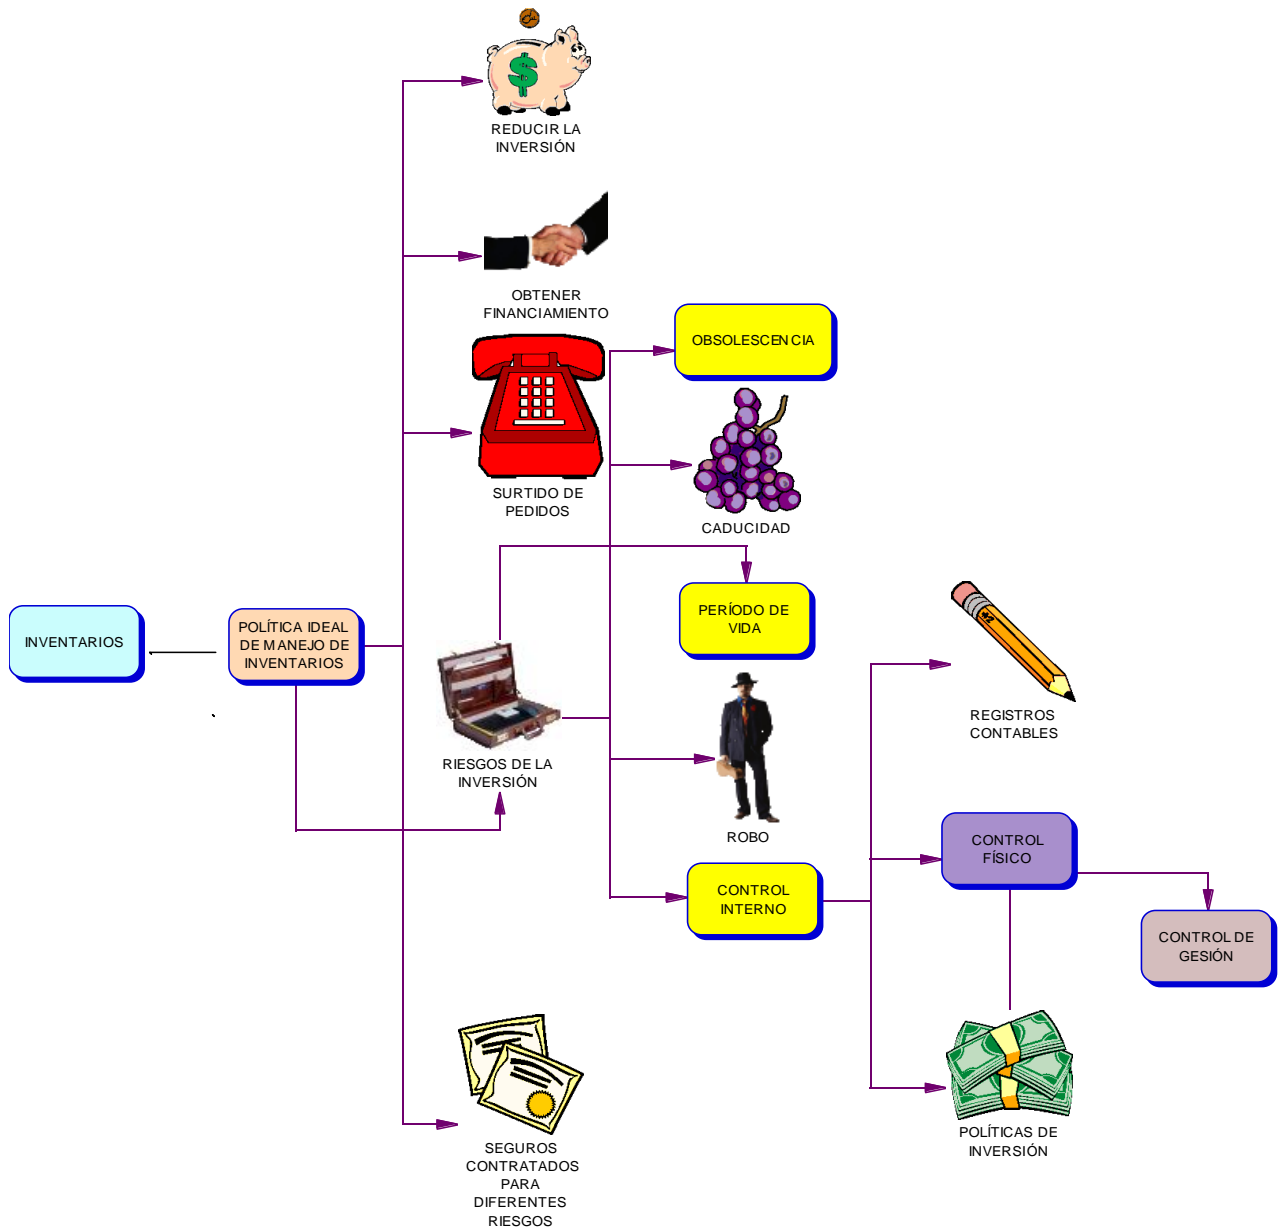 REDUCIR LA
INVERSIÓN
OBTENER
FINANCIAMIENTO
OBSOLESCENCIA
SURTIDO DE
PEDIDOS
CADUCIDAD
INVENTARIOS
POLÍTICA IDEAL
DE MANEJO DE
INVENTARIOS
PERÍODO DE
VIDA
RIESGOS DE LA
INVERSIÓN
REGISTROS
CONTABLES
ROBO
CONTROL
FÍSICO
CONTROL
INTERNO
CONTROL DE
GESIÓN
SEGUROS
CONTRATADOS
PARA
DIFERENTES
RIESGOS
POLÍTICAS DE
INVERSIÓN
$
#2